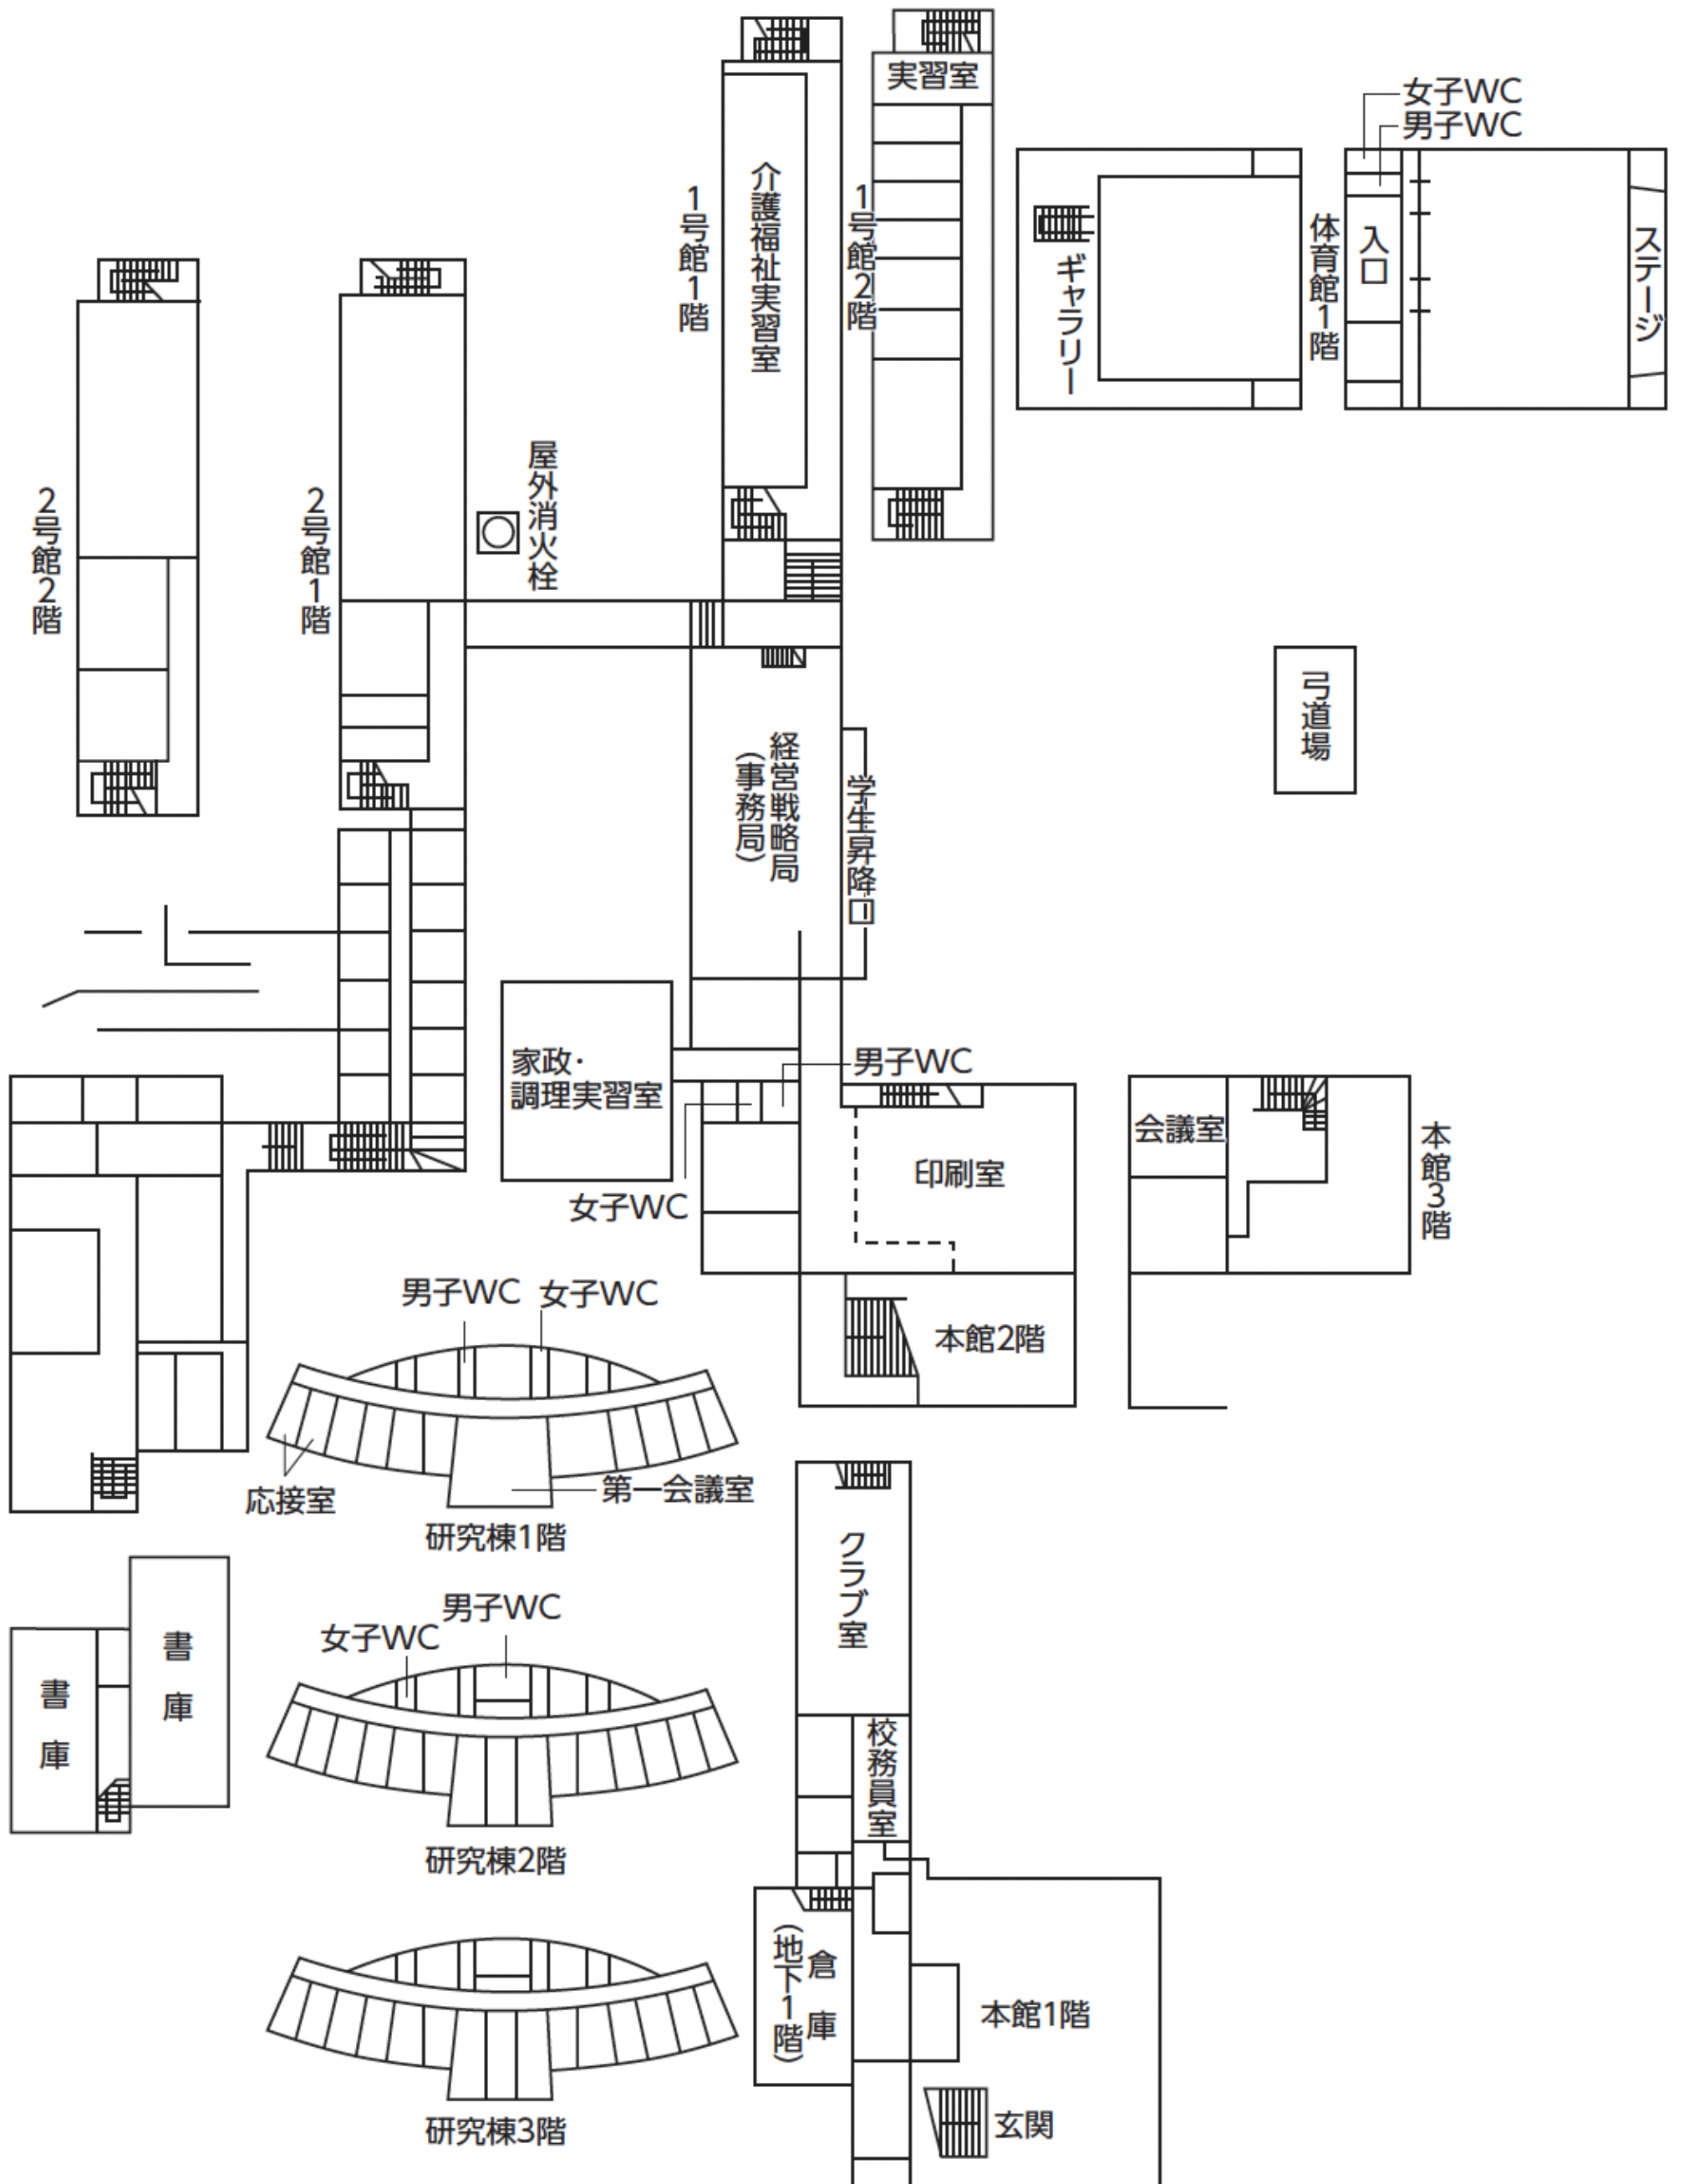 実習室
女子WC
男子WC
1号館1階
介護福祉実習室
1号館2階
ギャラリー
体育館1階
入口
ステージ
2号館2階
2号館1階
屋外消火栓
弓道場
経営戦略局
（事務局）
学生昇降口
家政・
調理実習室
男子WC
女子WC
印刷室
会議室
本館3階
本館2階
男子WC
女子WC
応接室
第一会議室
研究棟1階
クラブ室
書庫
書庫
男子WC
女子WC
研究棟2階
校務員室
倉庫
（地下1階）
本館1階
玄関
研究棟3階